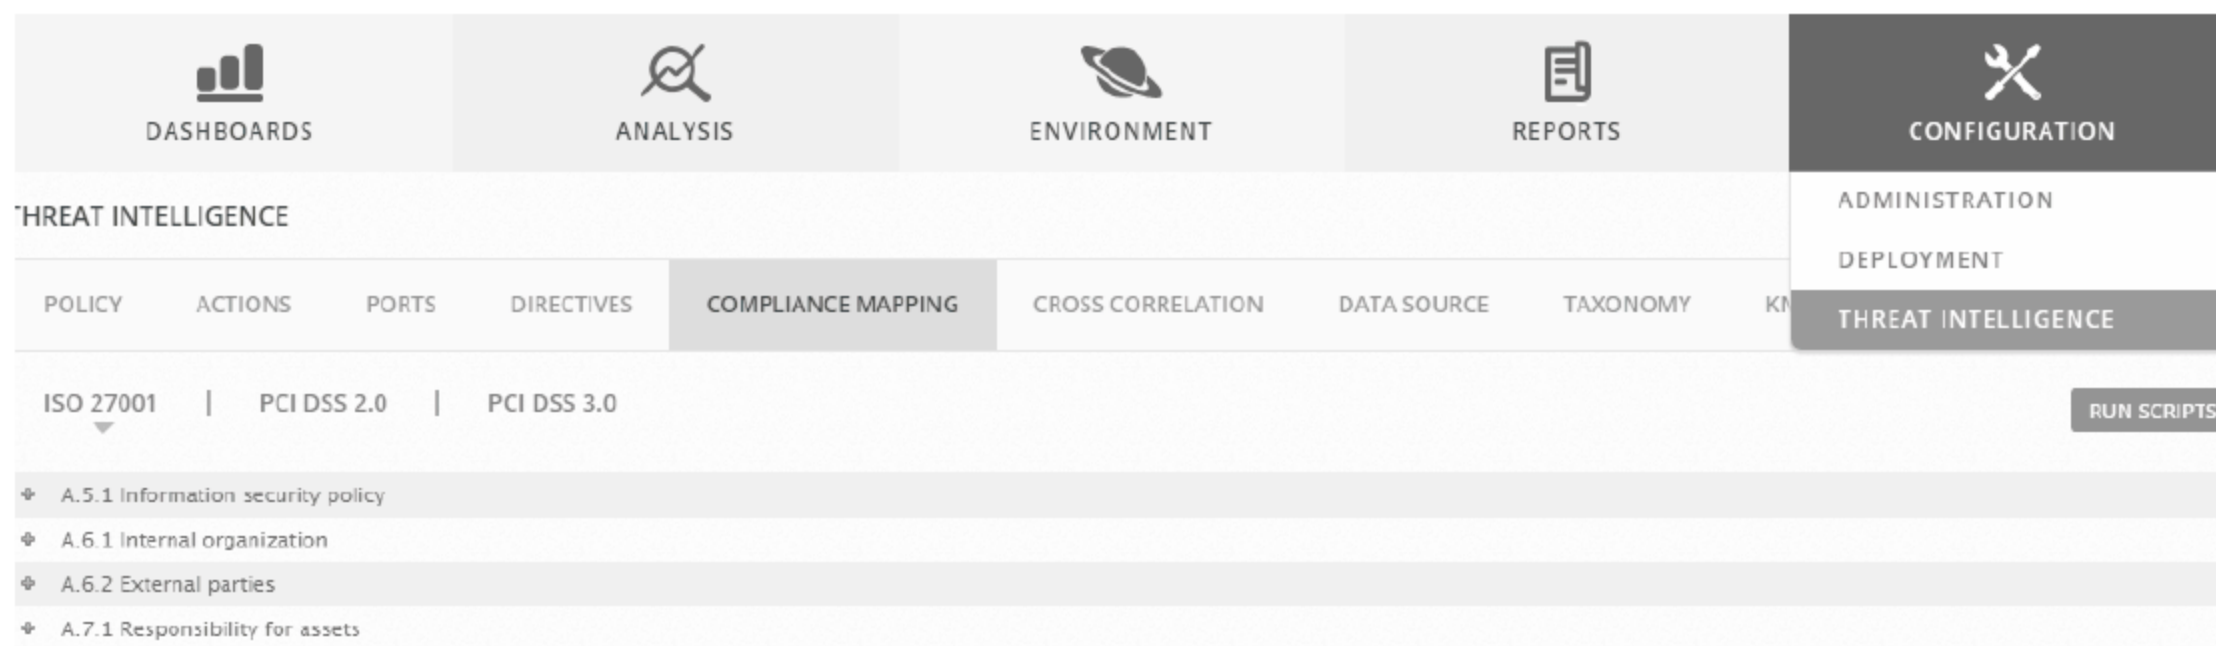 DASHBOARDS ANALYSIS ENVIRONMENT REPORTS CONFIGURATION
ADMINISTRATION
THREAT INTELLIGENCE
DEPLOYMENT
POLICY ACTIONS PORTS DIRECTIVES COMPLIANCE MAPPING CROSS CORRELATION DATA SOURCE TAXONOMY
THREAT INTELLIGENCE
ISO 27001 | PCI DSS 2.0 | PCI DSS 3.0
RUN SCRIPTS
A.5.1 Information security policy
A.6.1 Internal organization
A.6.2 External parties
A.7.1 Responsibility for assets